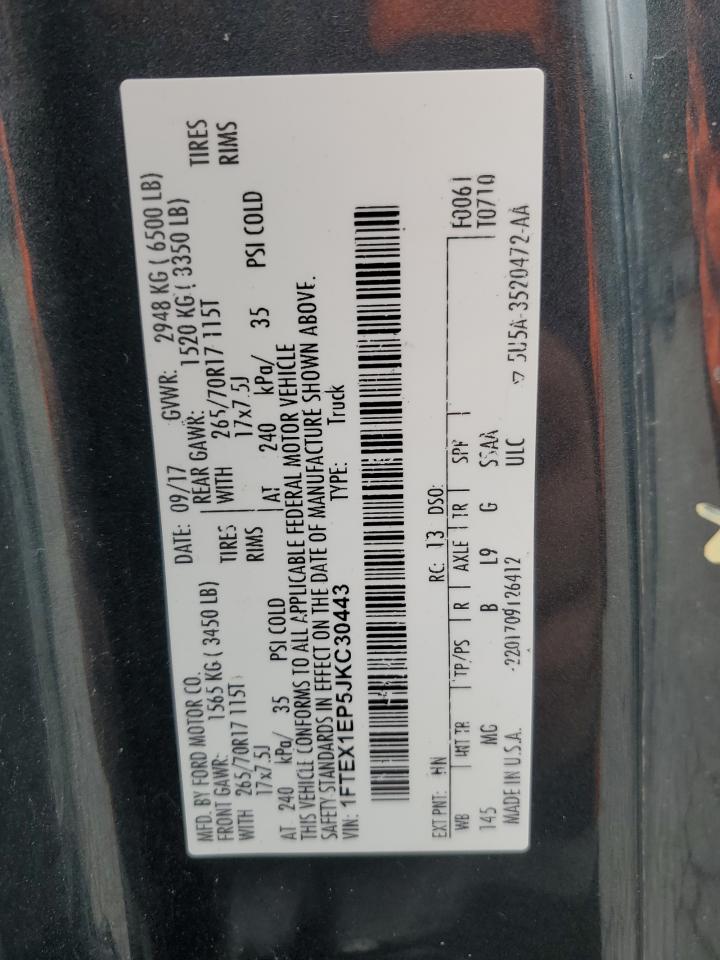 MFD. BY FORD MOTOR CO. DATE: 09/17 GVWR: 2948 KG ( 6500 LB)
FRONT GAWR: 1565 KG ( 3450 LB) REAR GAWR: 1520 KG ( 3350 LB)
WITH 265/70R17 115T TIRES WITH 265/70R17 115T TIRES
17x7.5J RIMS 17x7.5J RIMS
AT 240 kPa/ 35 PSI COLD AT 240 kPa/ 35 PSI COLD
THIS VEHICLE CONFORMS TO ALL APPLICABLE FEDERAL MOTOR VEHICLE
SAFETY STANDARDS IN EFFECT ON THE DATE OF MANUFACTURE SHOWN ABOVE.
VIN: 1FTEX1EP5JKC30443 TYPE: Truck
EXT PNT: HN RC: 13 DSO: F0061
WB INT TR TP/PS R AXLE TR SPR T0710
145 MG B L9 G SSAA
MADE IN U.S.A. 2201709126412 ULC 5U5A-3520472-AA